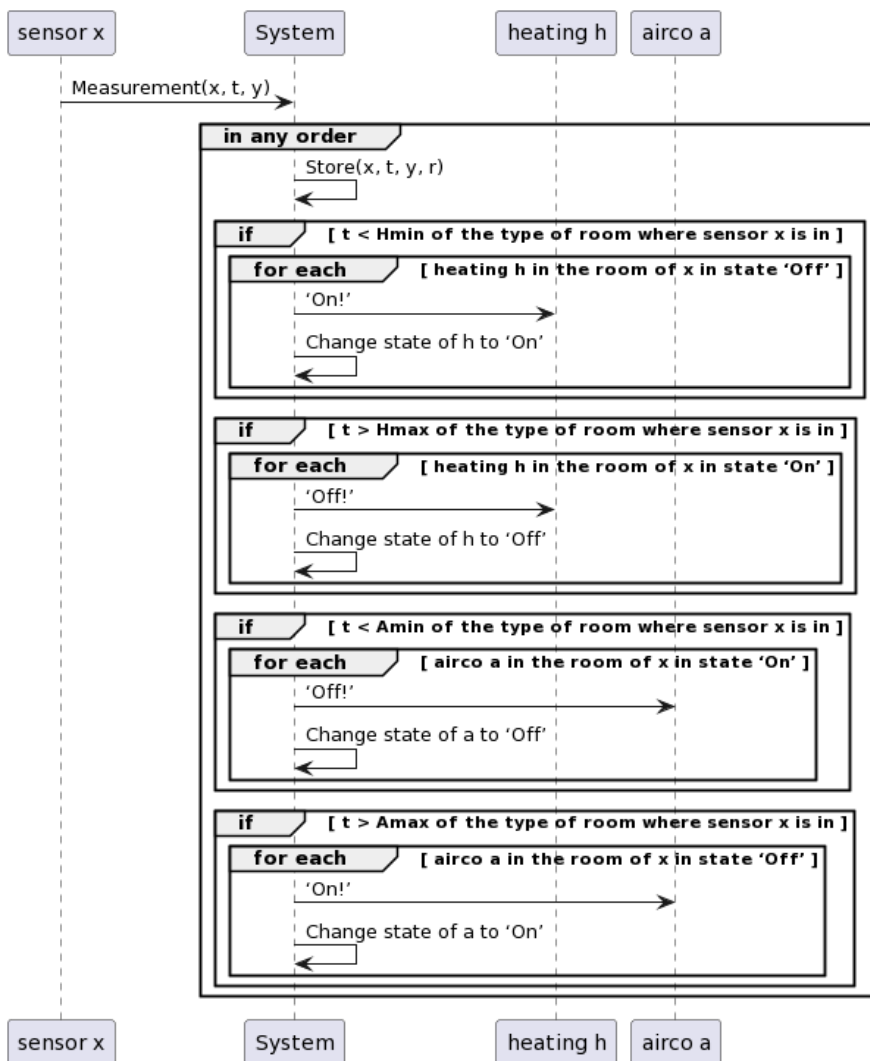 sensor x System heating h airco a
Measurement(x, t, y)
in any order
Store(x, t, y, r)
if [ t < Hmin of the type of room where sensor x is in ]
for each [ heating h in the room of x in state ‘Off’ ]
‘On!’
Change state of h to ‘On’
if [ t > Hmax of the type of room where sensor x is in ]
for each [ heating h in the room of x in state ‘On’ ]
‘Off!’
Change state of h to ‘Off’
if [ t < Amin of the type of room where sensor x is in ]
for each [ airco a in the room of x in state ‘On’ ]
‘Off!’
Change state of a to ‘Off’
if [ t > Amax of the type of room where sensor x is in ]
for each [ airco a in the room of x in state ‘Off’ ]
‘On!’
Change state of a to ‘On’
sensor x System heating h airco a